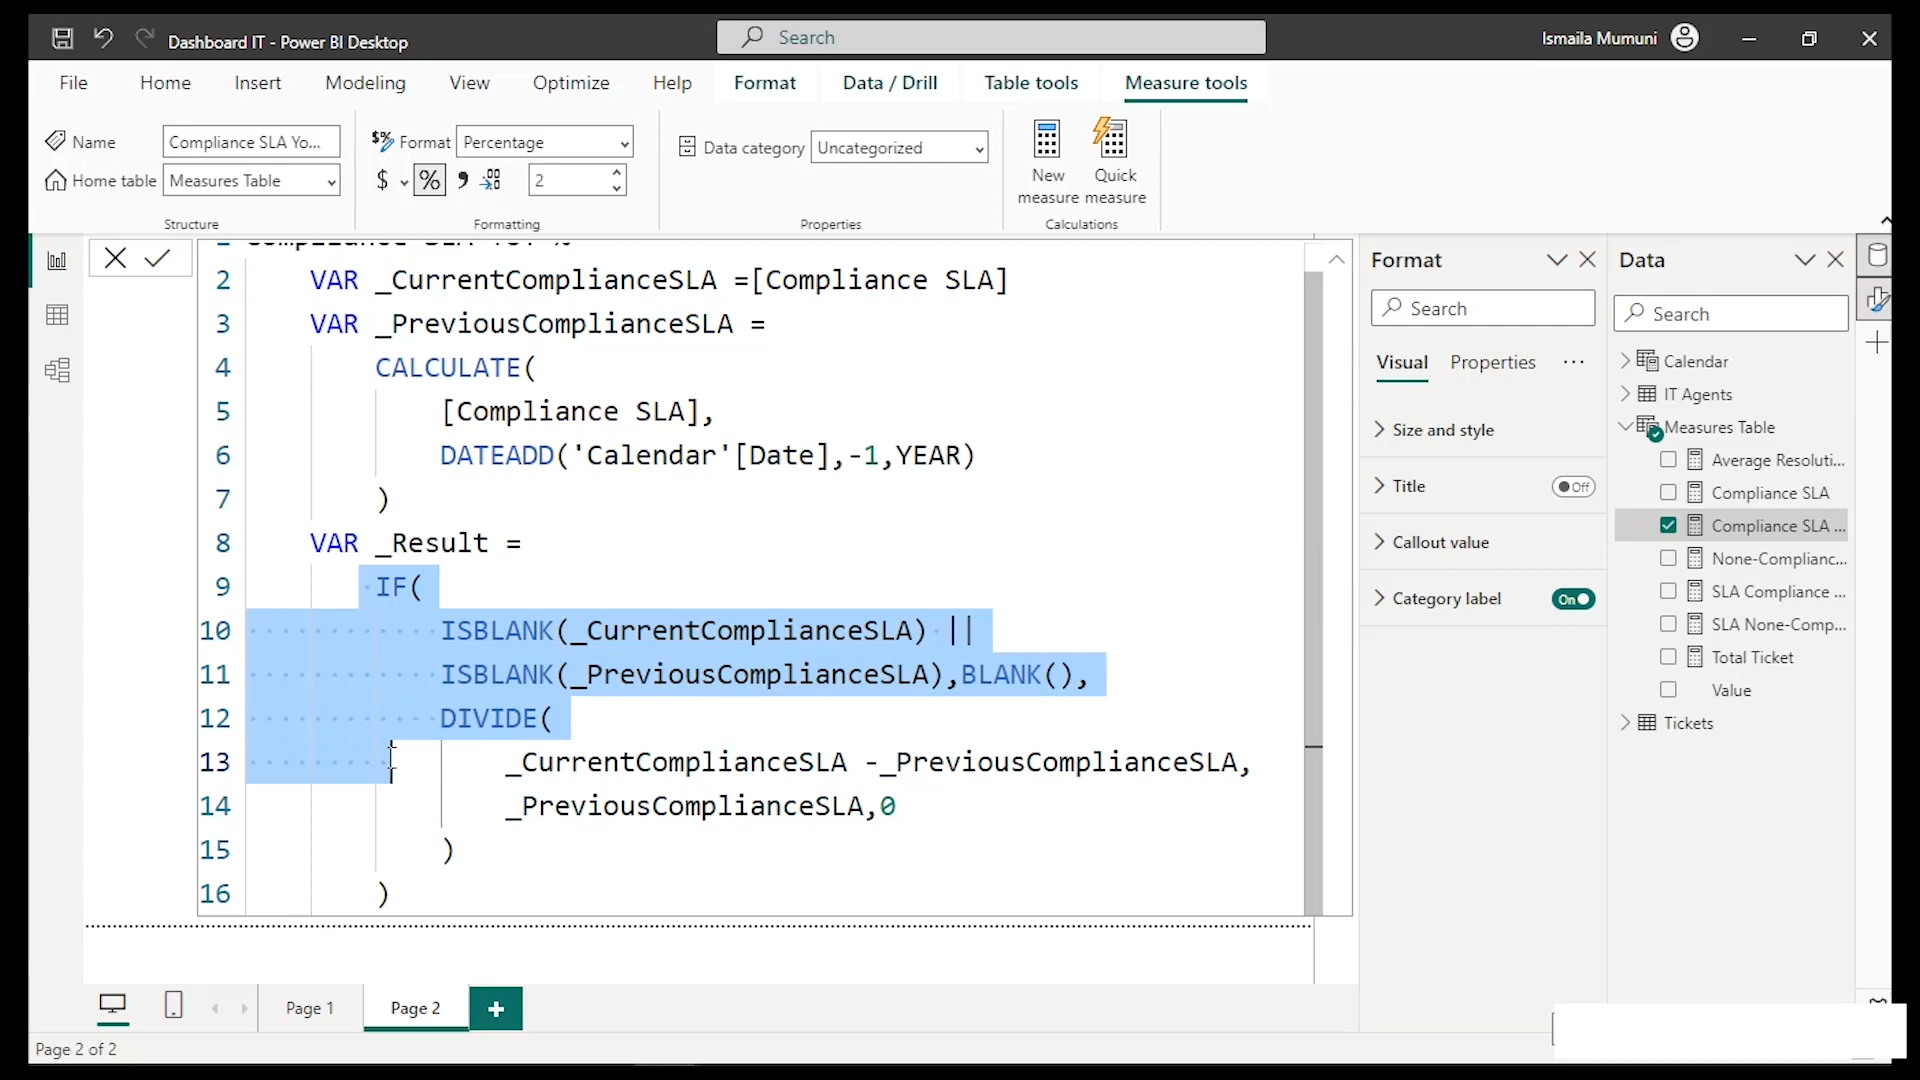 Dashboard IT - Power BI Desktop
Search
Ismaila Mumuni
File
Home
Insert
Modeling
View
Optimize
Help
Format
Data / Drill
Table tools
Measure tools
Name
Compliance SLA Yo...
Home table
Measures Table
Structure
$% Format
Percentage
$
%
2
Formatting
Data category
Uncategorized
Properties
New measure
Quick measure
Calculations
2 VAR _CurrentComplianceSLA =[Compliance SLA]
3 VAR _PreviousComplianceSLA =
4 CALCULATE(
5 [Compliance SLA],
6 DATEADD('Calendar'[Date],-1,YEAR)
7 )
8 VAR _Result =
9 IF(
10 ISBLANK(_CurrentComplianceSLA) ||
11 ISBLANK(_PreviousComplianceSLA),BLANK(),
12 DIVIDE(
13 _CurrentComplianceSLA -_PreviousComplianceSLA,
14 _PreviousComplianceSLA,0
15 )
16 )
Format
Search
Visual
Properties
...
Size and style
Title
Off
Callout value
Category label
On
Data
Search
Calendar
IT Agents
Measures Table
Average Resoluti...
Compliance SLA
Compliance SLA ...
None-Complianc...
SLA Compliance ...
SLA None-Comp...
Total Ticket
Value
Tickets
Page 1
Page 2
Page 2 of 2